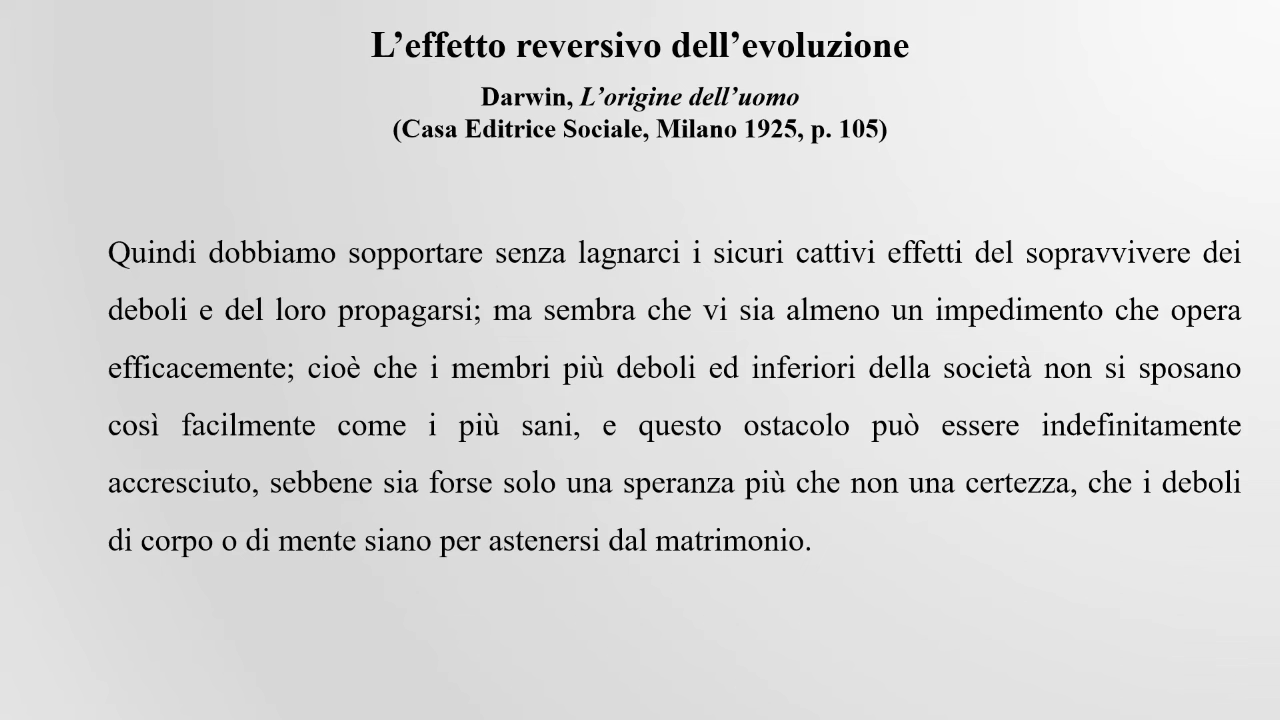 L’effetto reversivo dell’evoluzione
Darwin, L’origine dell’uomo
(Casa Editrice Sociale, Milano 1925, p. 105)
Quindi dobbiamo sopportare senza lagnarci i sicuri cattivi effetti del sopravvivere dei
deboli e del loro propagarsi; ma sembra che vi sia almeno un impedimento che opera
efficacemente; cioè che i membri più deboli ed inferiori della società non si sposano
così facilmente come i più sani, e questo ostacolo può essere indefinitamente
accresciuto, sebbene sia forse solo una speranza più che non una certezza, che i deboli
di corpo o di mente siano per astenersi dal matrimonio.